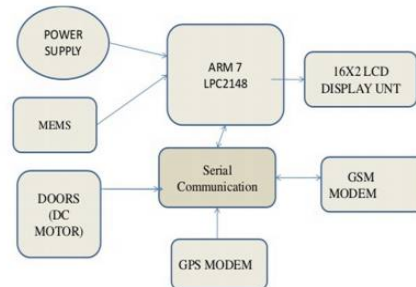 POWER
SUPPLY
ARM 7
LPC2148
16X2 LCD
DISPLAY UNT
MEMS
Serial
Communication
GSM
MODEM
DOORS
(DC
MOTOR)
GPS MODEM